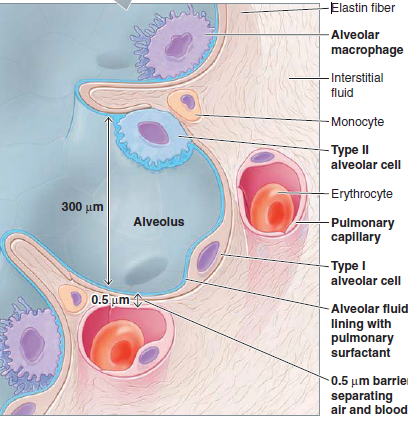 Elastin fiber
Alveolar
macrophage
Interstitial
fluid
Monocyte
Type II
alveolar cell
300 µm
Erythrocyte
Alveolus
Pulmonary
capillary
Type I
alveolar cell
0.5 µm
Alveolar fluid
lining with
pulmonary
surfactant
0.5 µm barrier
separating
air and blood